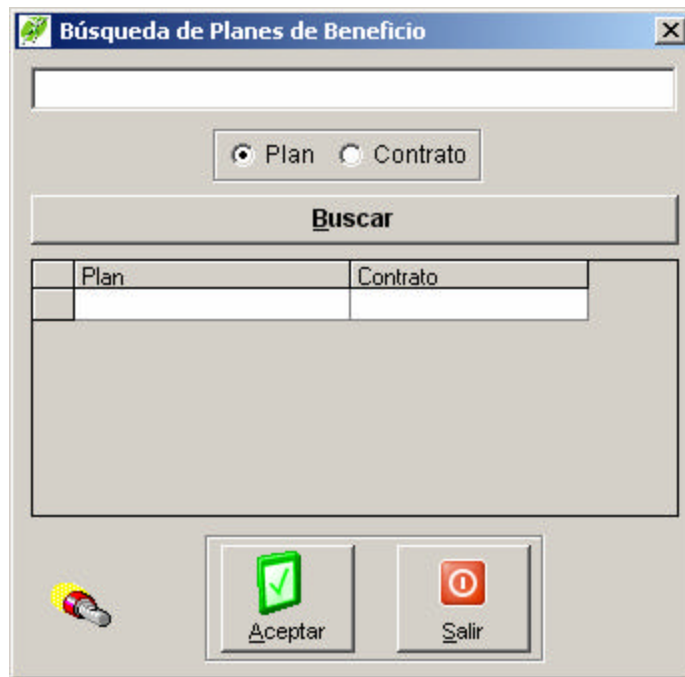 Búsqueda de Planes de Beneficio
Plan Contrato
Buscar
Plan Contrato
Aceptar Salir